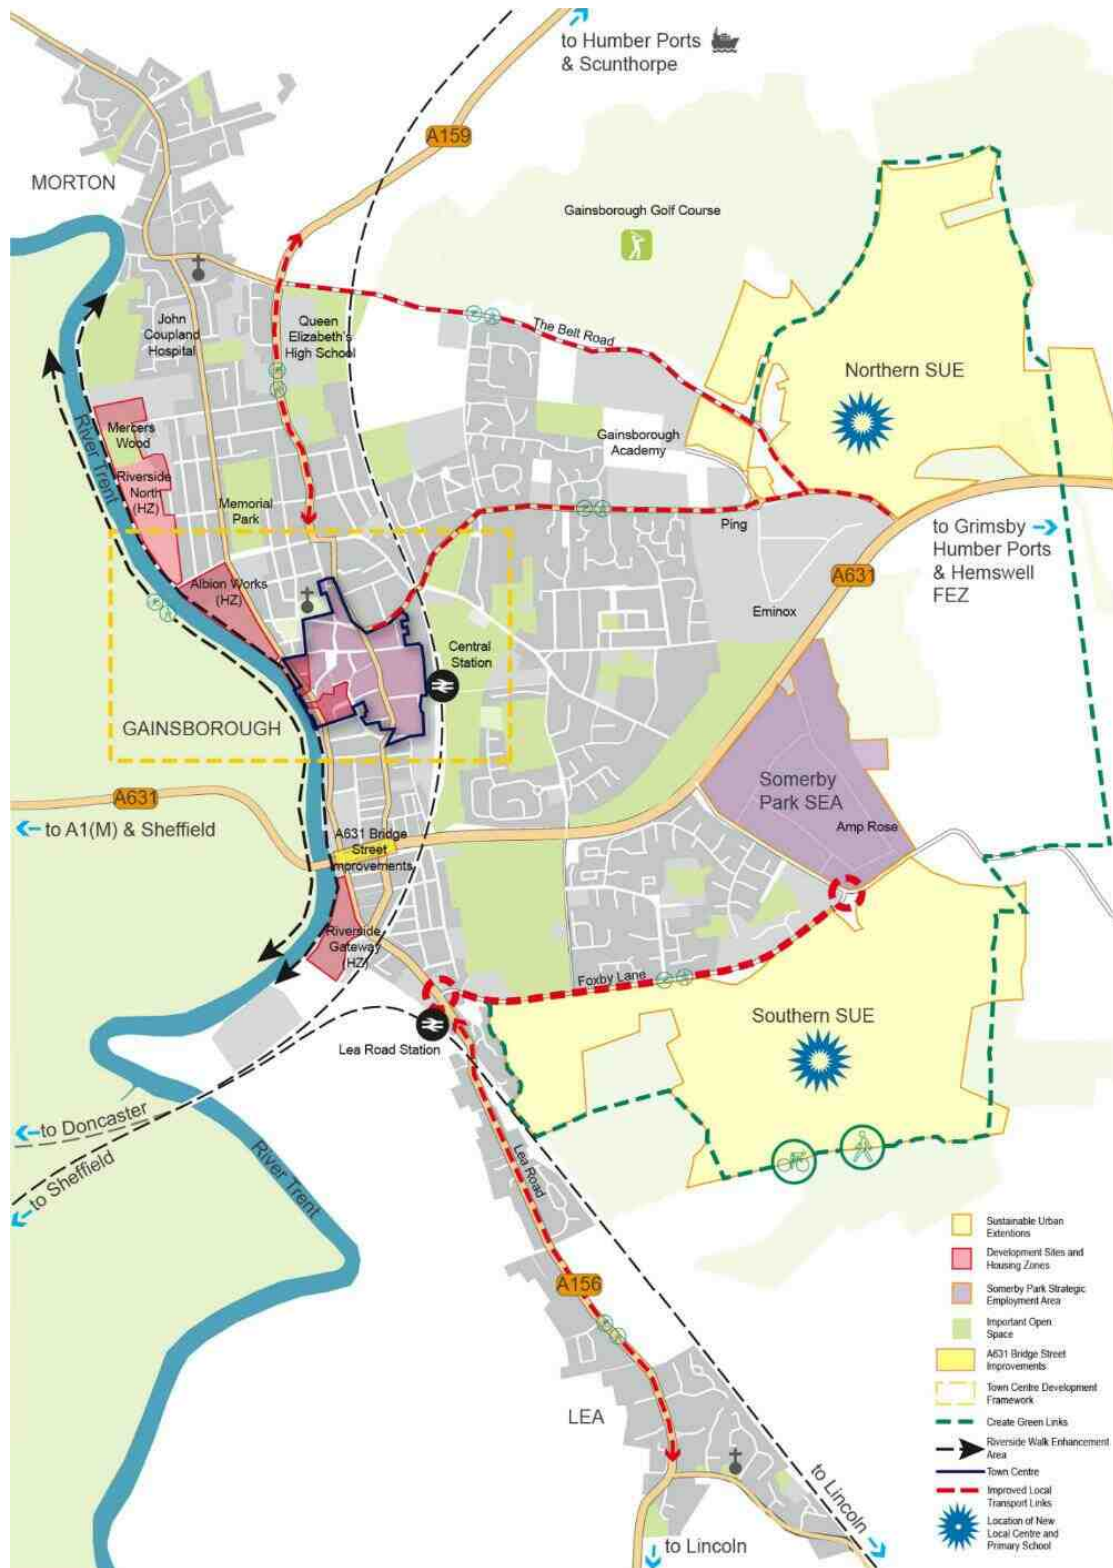 to Humber Ports
& Scunthorpe
A159
MORTON
Gainsborough Golf Course
John
Coupland
Hospital
Queen
Elizabeth's
High School
The Belt Road
Northern SUE
Mercers
Wood
River Trent
Riverside
North
(HZ)
Memorial
Park
Gainsborough
Academy
Ping
to Grimsby
Humber Ports
& Hemswell
FEZ
A631
Albion Works
(HZ)
Eminox
Central
Station
GAINSBOROUGH
Somerby
Park SEA
Amp Rose
A631
to A1(M) & Sheffield
A631 Bridge
Street
Improvements
Riverside
Gateway
(HZ)
Foxby Lane
Southern SUE
Lea Road Station
to Doncaster
to Sheffield
River Trent
Lea Road
A156
LEA
to Lincoln
to Lincoln
Sustainable Urban
Extentions
Development Sites and
Housing Zones
Somerby Park Strategic
Employment Area
Important Open
Space
A631 Bridge Street
Improvements
Town Centre Development
Framework
Create Green Links
Riverside Walk Enhancement
Area
Town Centre
Improved Local
Transport Links
Location of New
Local Centre and
Primary School